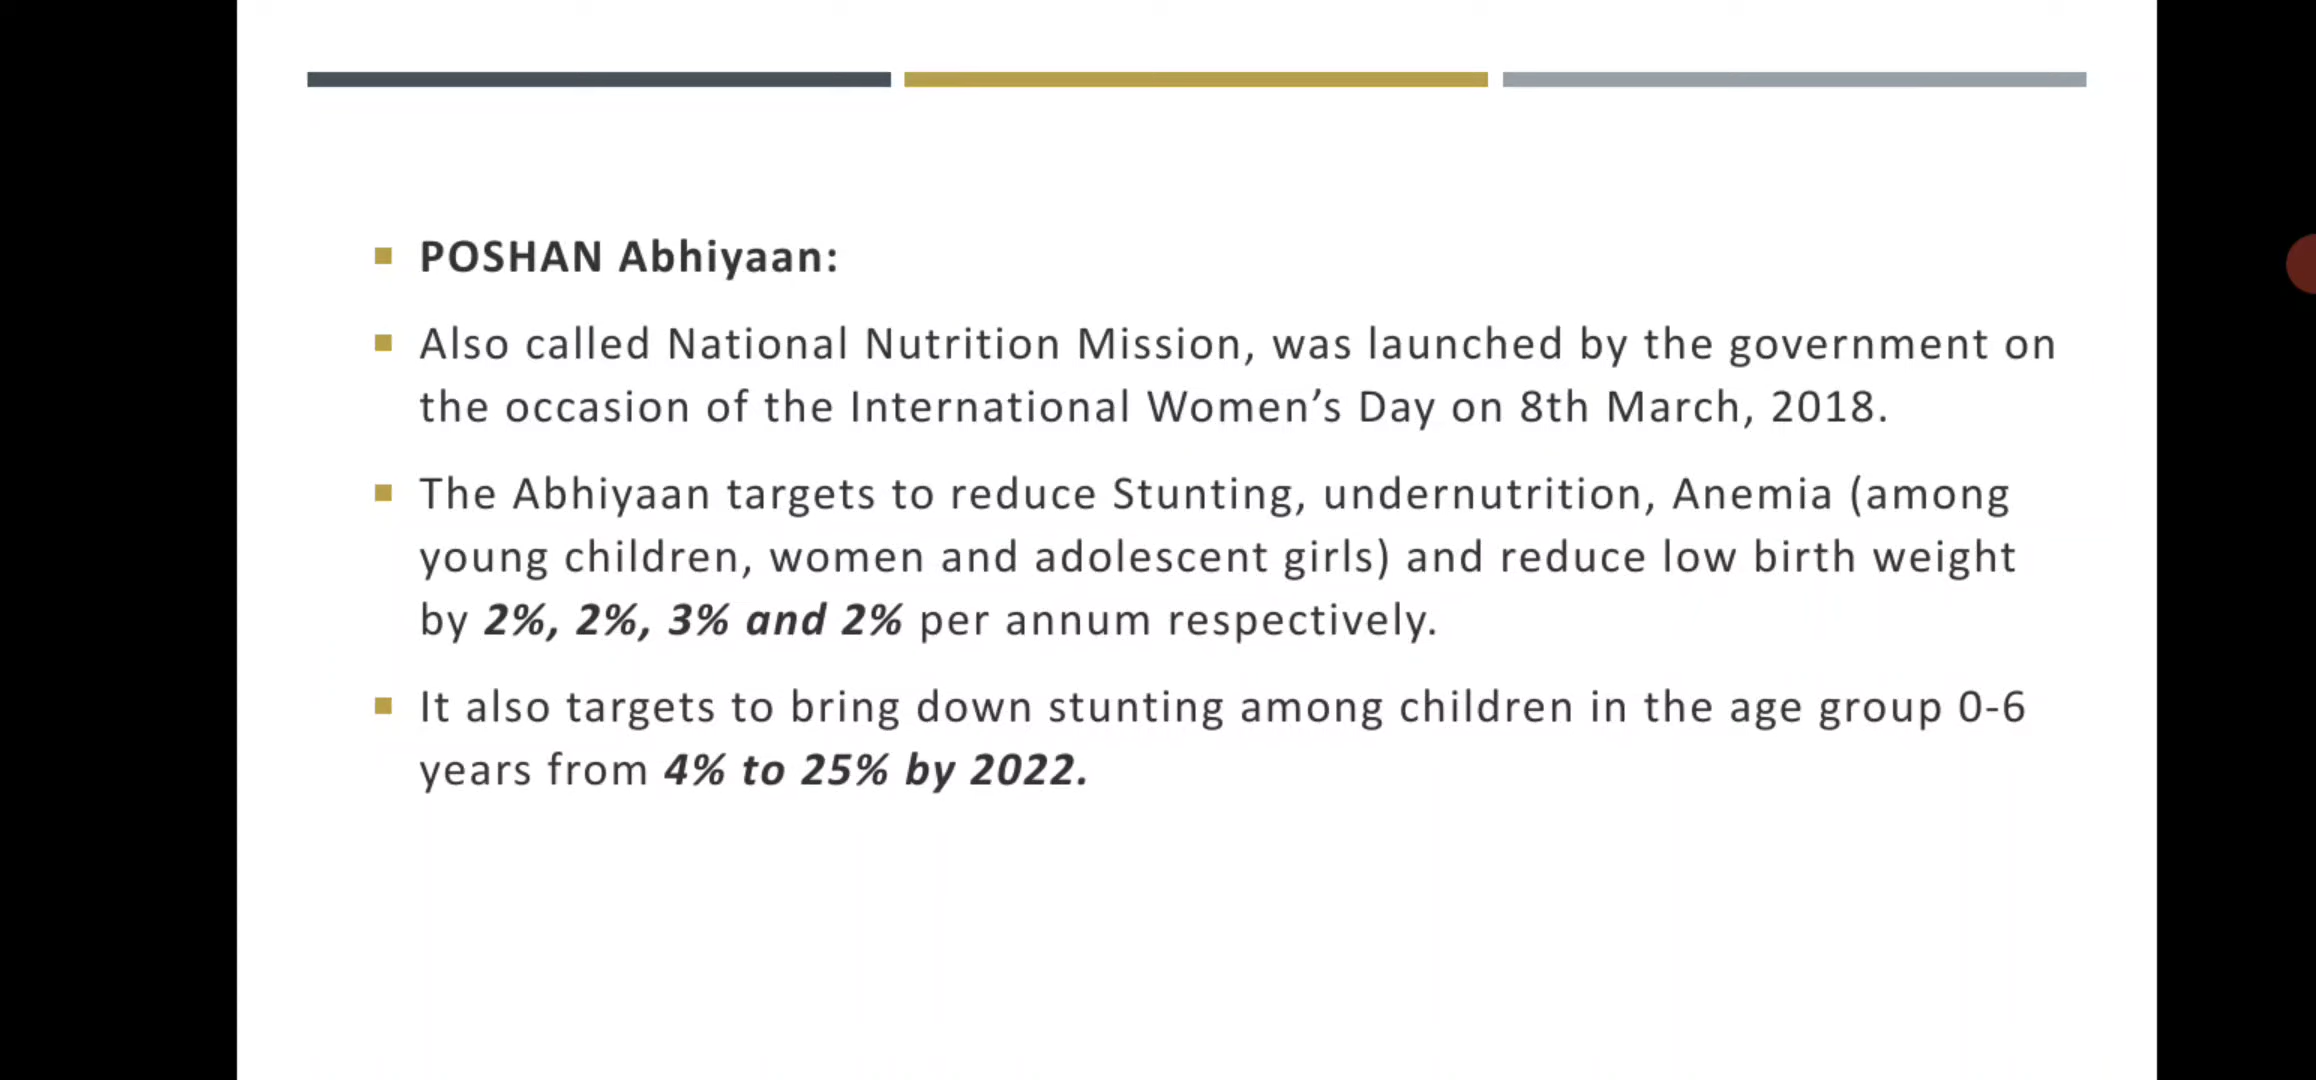 POSHAN Abhiyaan:
Also called National Nutrition Mission, was launched by the government on
the occasion of the International Women’s Day on 8th March, 2018.
The Abhiyaan targets to reduce Stunting, undernutrition, Anemia (among
young children, women and adolescent girls) and reduce low birth weight
by 2%, 2%, 3% and 2% per annum respectively.
It also targets to bring down stunting among children in the age group 0-6
years from 4% to 25% by 2022.